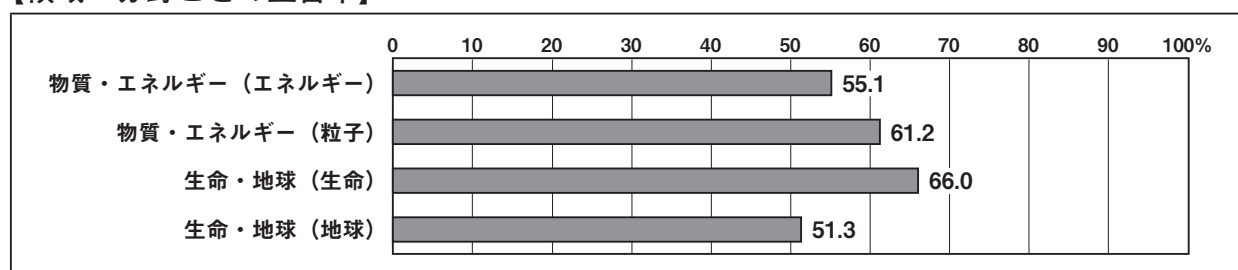 0 10 20 30 40 50 60 70 80 90 100%
物質・エネルギー（エネルギー） 55.1
物質・エネルギー（粒子） 61.2
生命・地球（生命） 66.0
生命・地球（地球） 51.3